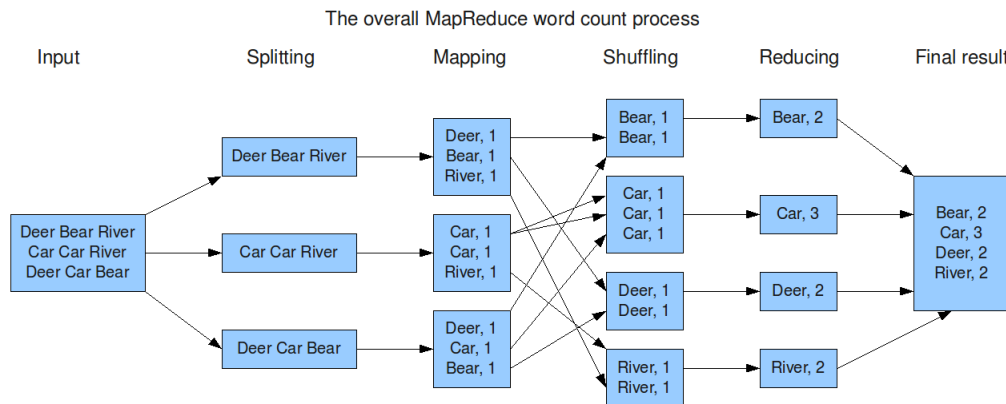 The overall MapReduce word count process
Input
Splitting
Mapping
Shuffling
Reducing
Final result
Deer Bear River
Car Car River
Deer Car Bear
Deer Bear River
Car Car River
Deer Car Bear
Deer, 1
Bear, 1
River, 1
Car, 1
Car, 1
River, 1
Deer, 1
Car, 1
Bear, 1
Bear, 1
Bear, 1
Car, 1
Car, 1
Car, 1
Deer, 1
Deer, 1
River, 1
River, 1
Bear, 2
Car, 3
Deer, 2
River, 2
Bear, 2
Car, 3
Deer, 2
River, 2